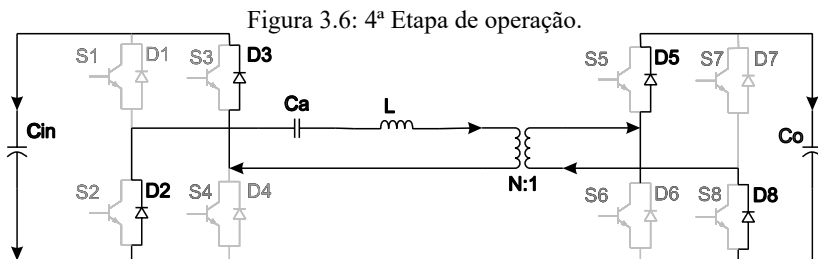 Figura 3.6: 4ª Etapa de operação.
S1 D1 S3 D3 S5 D5 S7 D7
Cin Ca L Co
N:1
S2 D2 S4 D4 S6 D6 S8 D8